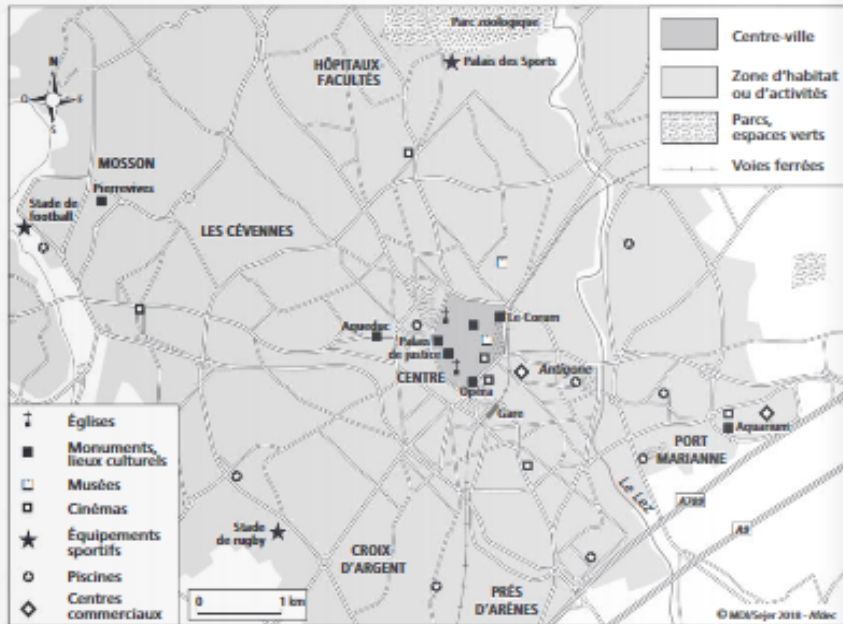 Parc zoologique
Palais des Sports
HÔPITAUX-
FACULTÉS
N
O
E
S
MOSSON
Pierrevives
Stade de
football
LES CÉVENNES
Aqueduc
Palais
de justice
CENTRE
Le Corum
Antigone
Opéra
Gare
Aquarium
PORT
MARIANNE
Le Lez
A709
A9
Stade
de rugby
CROIX
D'ARGENT
PRÉS
D'ARÈNES
Centre-ville
Zone d'habitat
ou d'activités
Parcs,
espaces verts
Voies ferrées
Églises
Monuments,
lieux culturels
Musées
Cinémas
Équipements
sportifs
Piscines
Centres
commerciaux
0 1 km
© MDI/Sejer 2018 - Afdec